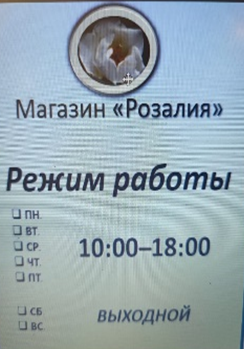 Магазин «Розалия»
Режим работы
❑ ПН.
❑ ВТ.
❑ СР.
❑ ЧТ.
❑ ПТ.
10:00–18:00
❑ СБ
❑ ВС
ВЫХОДНОЙ